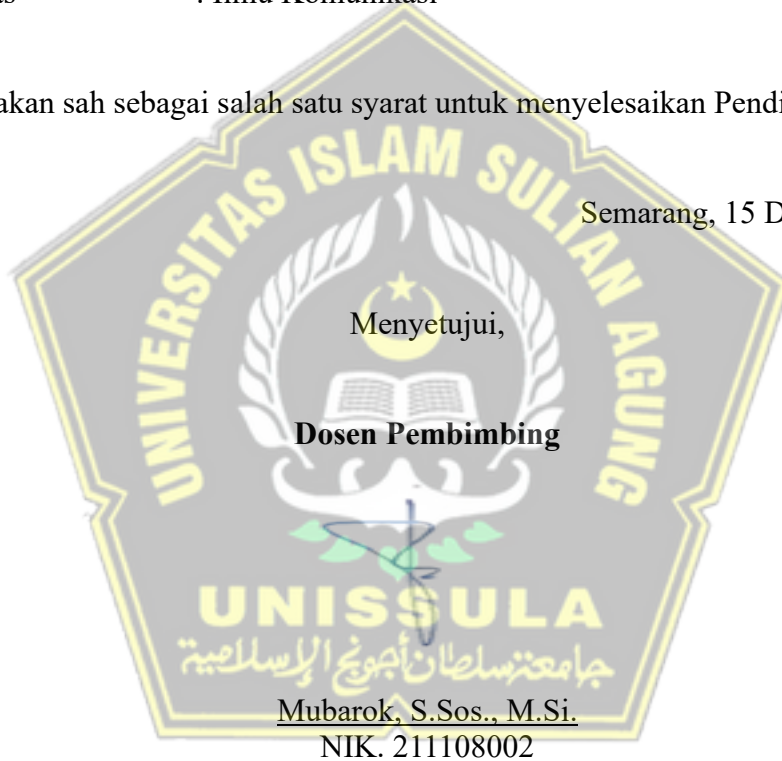 : Ilmu Komunikasi
akan sah sebagai salah satu syarat untuk menyelesaikan
Semarang, 15
UNIVERSITAS ISLAM SULTAN AGUNG
Menyetujui,
Dosen Pembimbing
UNISSULA
جامعة سلطان أجونج الإسلامية
Mubarok, S.Sos., M.Si.
NIK. 211108002